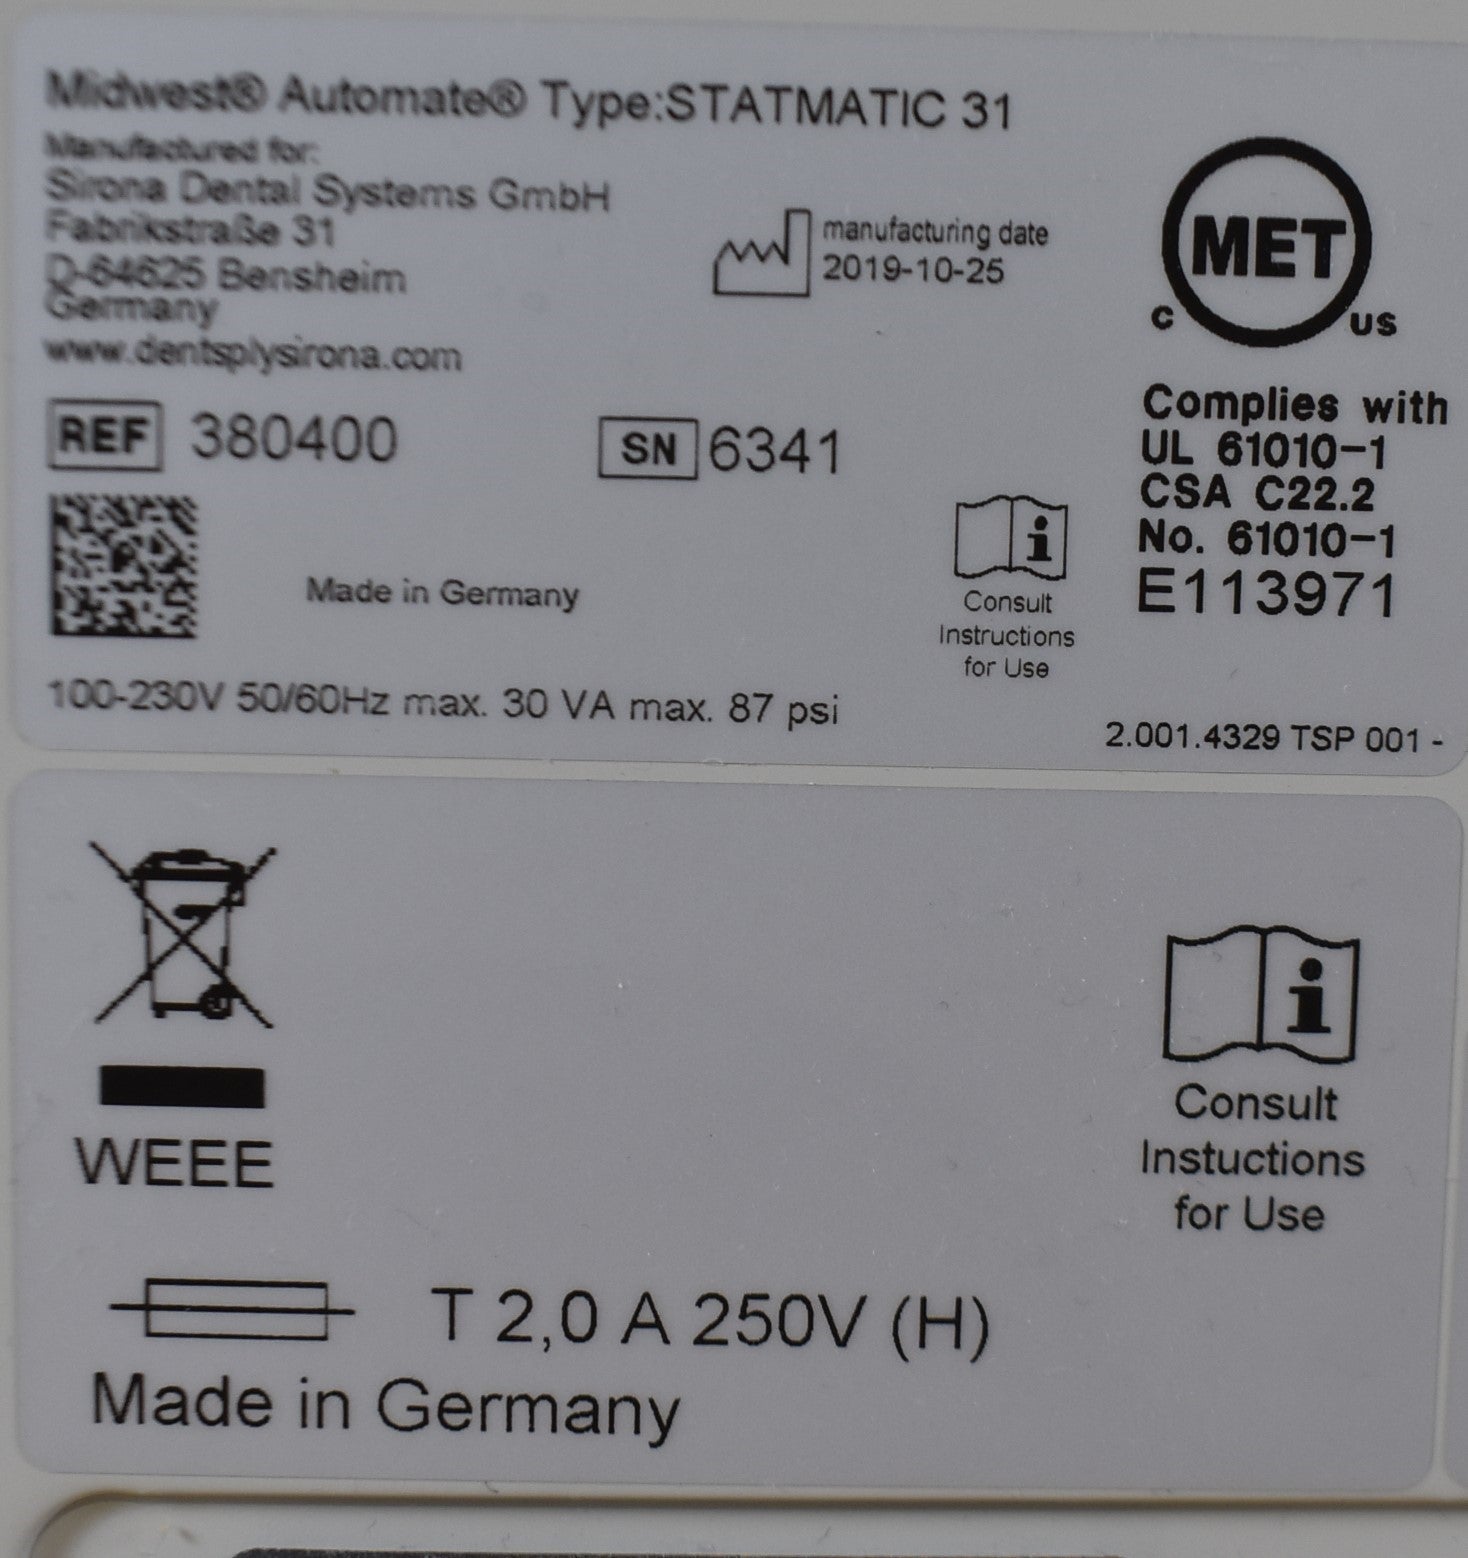 Midwest® Automate® Type:STATMATIC 31
Manufactured for:
Sirona Dental Systems GmbH
Fabrikstraße 31
D-64625 Bensheim
Germany
www.dentsplysirona.com
manufacturing date
2019-10-25
MET
C US
Complies with
UL 61010-1
CSA C22.2
No. 61010-1
E113971
REF 380400
SN 6341
Made in Germany
Consult
Instructions
for Use
100-230V 50/60Hz max. 30 VA max. 87 psi
2.001.4329 TSP 001 -
WEEE
Consult
Instuctions
for Use
T 2,0 A 250V (H)
Made in Germany